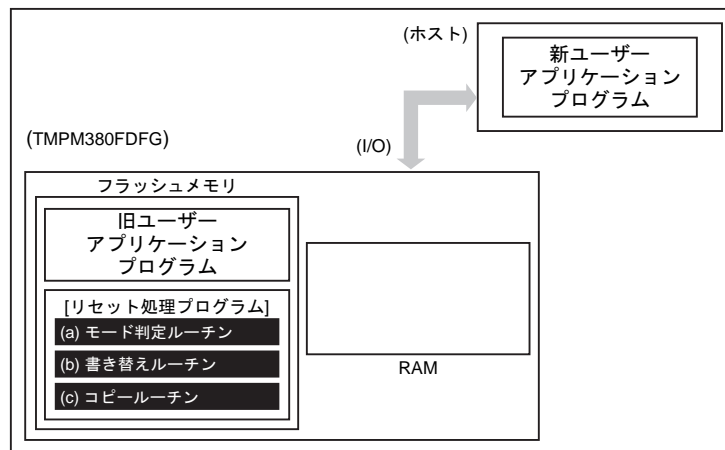 (ホスト)
新ユーザー
アプリケーション
プログラム
(TMPM380FDFG)
(I/O)
フラッシュメモリ
旧ユーザー
アプリケーション
プログラム
[リセット処理プログラム]
(a) モード判定ルーチン
(b) 書き替えルーチン
(c) コピールーチン
RAM